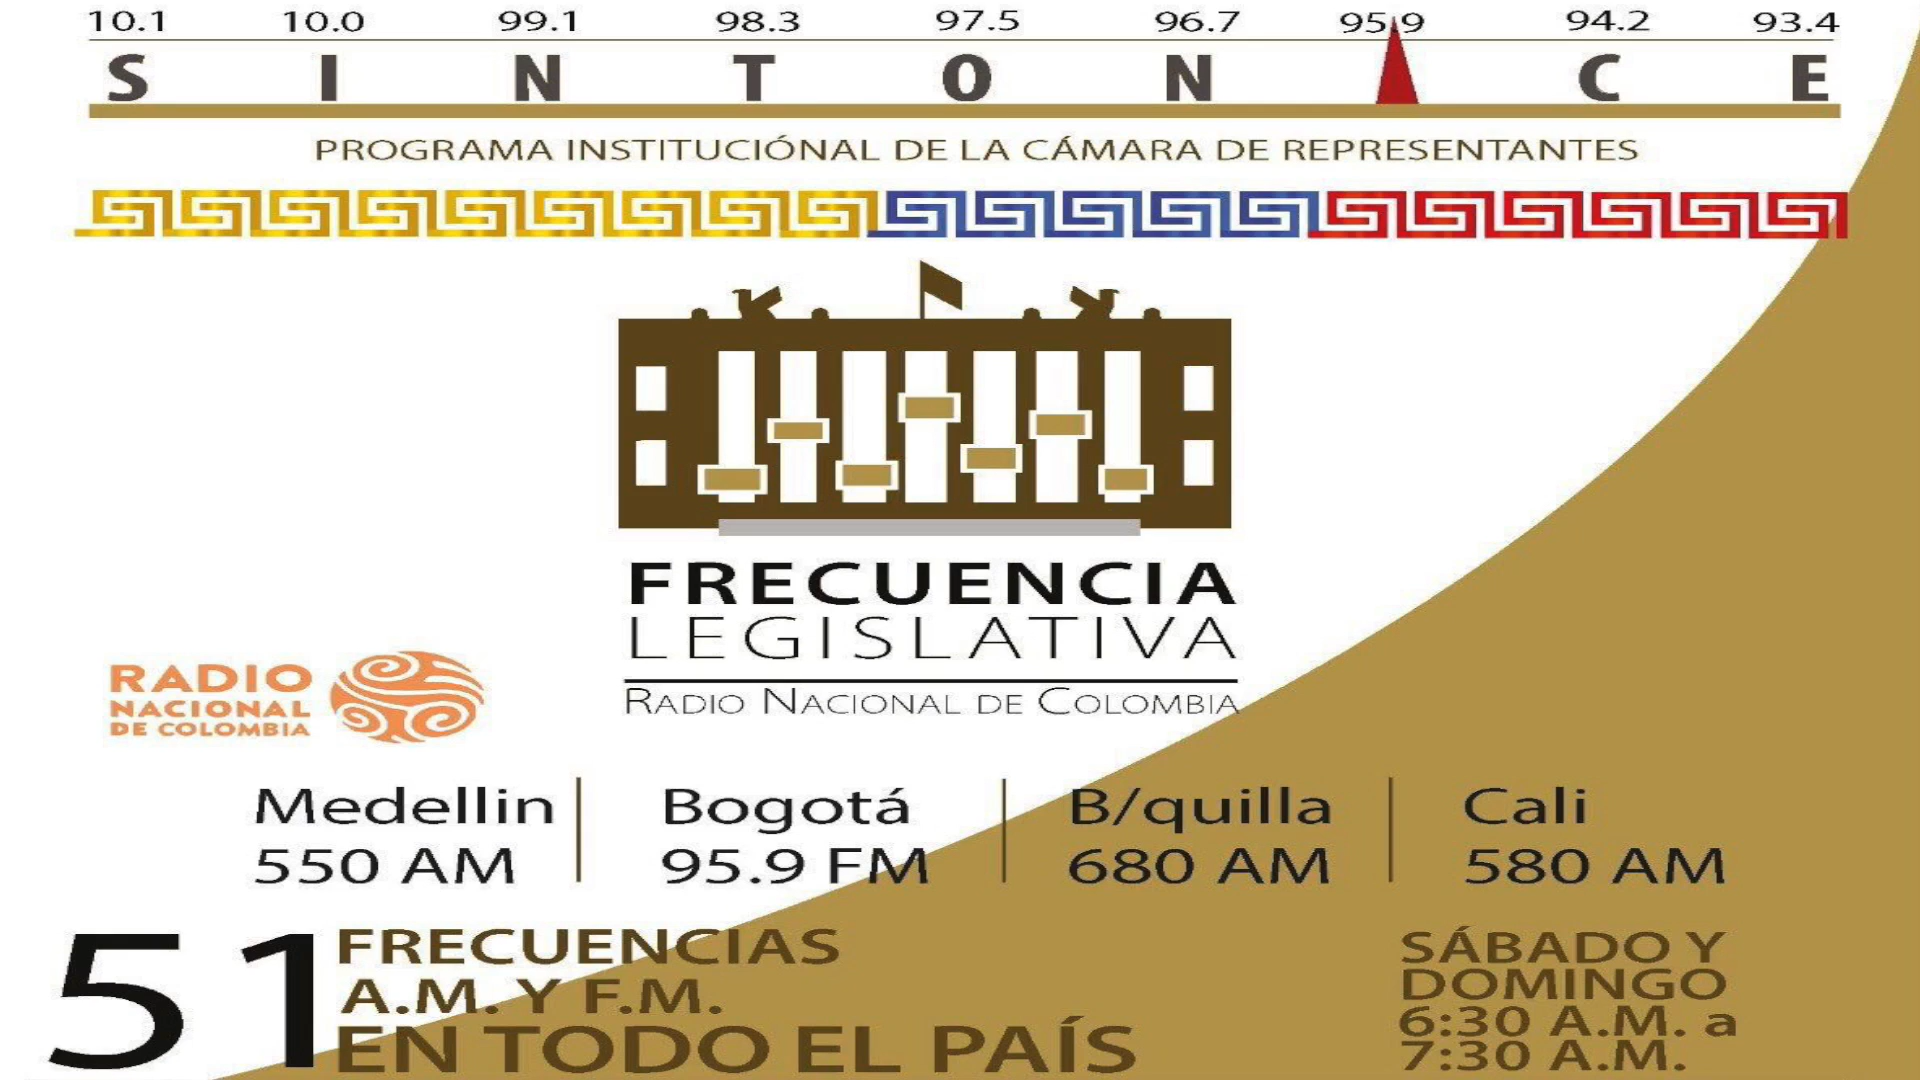 10.1 10.0 99.1 98.3 97.5 96.7 95.9 94.2 93.4
S I N T O N C E
PROGRAMA INSTITUCIÓNAL DE LA CÁMARA DE REPRESENTANTES
FRECUENCIA
LEGISLATIVA
RADIO NACIONAL DE COLOMBIA
RADIO
NACIONAL
DE COLOMBIA
Medellin Bogotá B/quilla Cali
550 AM 95.9 FM 680 AM 580 AM
51 FRECUENCIAS
A.M. Y F.M.
EN TODO EL PAÍS
SÁBADO Y
DOMINGO
6:30 A.M. a
7:30 A.M.